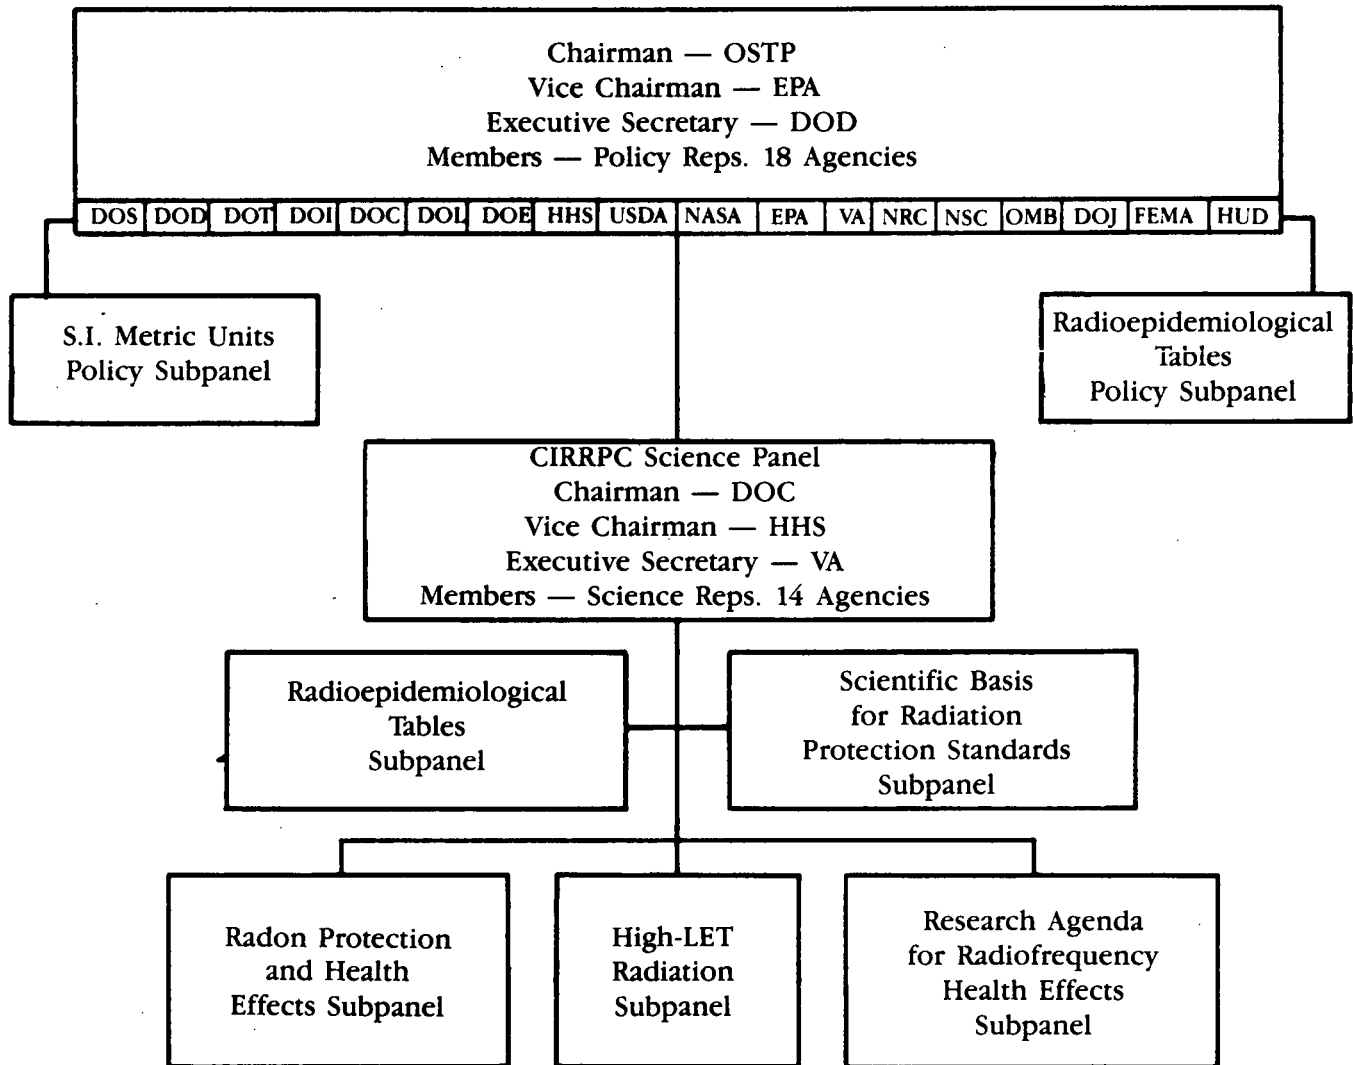 Chairman — OSTP
Vice Chairman — EPA
Executive Secretary — DOD
Members — Policy Reps. 18 Agencies
DOS DOD DOT DOI DOC DOL DOE HHS USDA NASA EPA VA NRC NSC OMB DOJ FEMA HUD
S.I. Metric Units
Policy Subpanel
Radioepidemiological
Tables
Policy Subpanel
CIRRPC Science Panel
Chairman — DOC
Vice Chairman — HHS
Executive Secretary — VA
Members — Science Reps. 14 Agencies
Radioepidemiological
Tables
Subpanel
Scientific Basis
for Radiation
Protection Standards
Subpanel
Radon Protection
and Health
Effects Subpanel
High-LET
Radiation
Subpanel
Research Agenda
for Radiofrequency
Health Effects
Subpanel